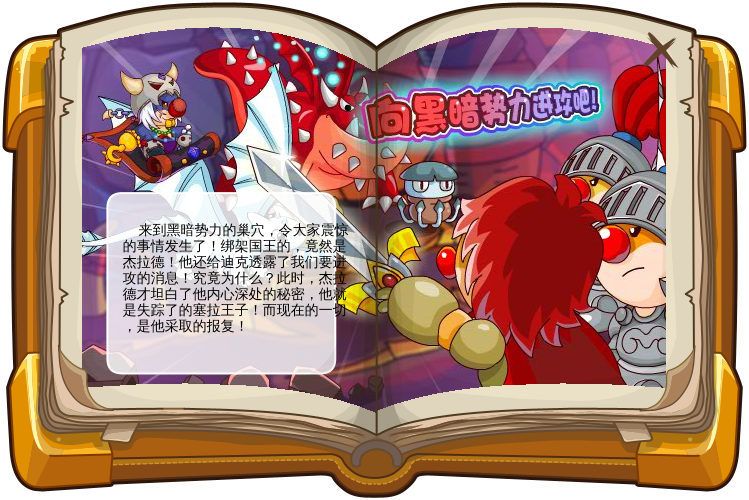 向黑暗势力进攻吧!
来到黑暗势力的巢穴，令大家震惊
的事情发生了！绑架国王的，竟然是
杰拉德！他还给迪克透露了我们要进
攻的消息！究竟为什么？此时，杰拉
德才坦白了他内心深处的秘密，他就
是失踪了的塞拉王子！而现在的一切
，是他采取的报复！